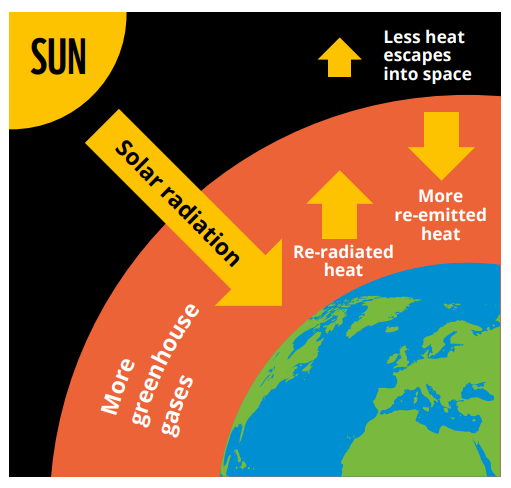 SUN
Less heat
escapes
into space
Solar radiation
More
re-emitted
heat
Re-radiated
heat
More
greenhouse
gases